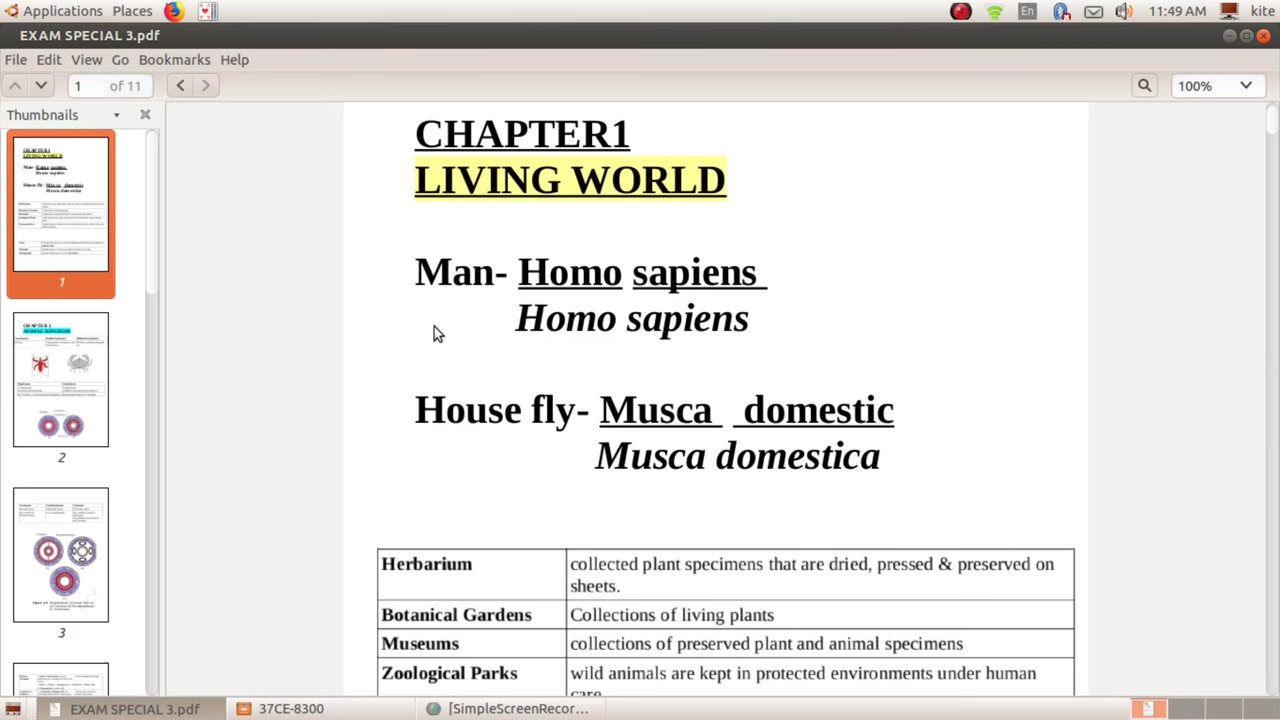 Applications Places En 11:49 AM kite
EXAM SPECIAL 3.pdf
File Edit View Go Bookmarks Help
1 of 11 100%
Thumbnails
1
2
3
CHAPTER1
LIVING WORLD
Man- Homo sapiens
Homo sapiens
House fly- Musca domestic
Musca domestica
Herbarium collected plant specimens that are dried, pressed & preserved on
sheets.
Botanical Gardens Collections of living plants
Museums collections of preserved plant and animal specimens
Zoological Parks wild animals are kept in protected environments under human
care
EXAM SPECIAL 3.pdf 37CE-8300 [SimpleScreenRecor...